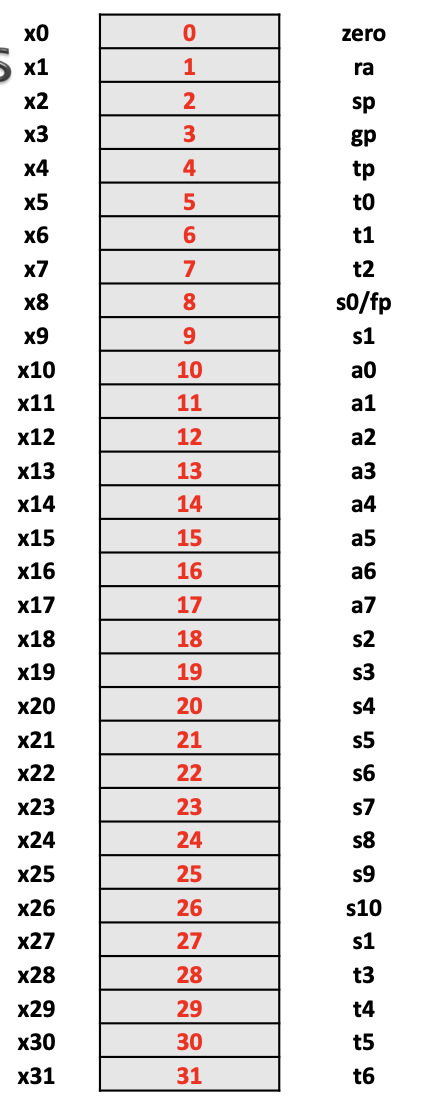 x0 0 zero
s x1 1 ra
x2 2 sp
x3 3 gp
x4 4 tp
x5 5 t0
x6 6 t1
x7 7 t2
x8 8 s0/fp
x9 9 s1
x10 10 a0
x11 11 a1
x12 12 a2
x13 13 a3
x14 14 a4
x15 15 a5
x16 16 a6
x17 17 a7
x18 18 s2
x19 19 s3
x20 20 s4
x21 21 s5
x22 22 s6
x23 23 s7
x24 24 s8
x25 25 s9
x26 26 s10
x27 27 s1
x28 28 t3
x29 29 t4
x30 30 t5
x31 31 t6